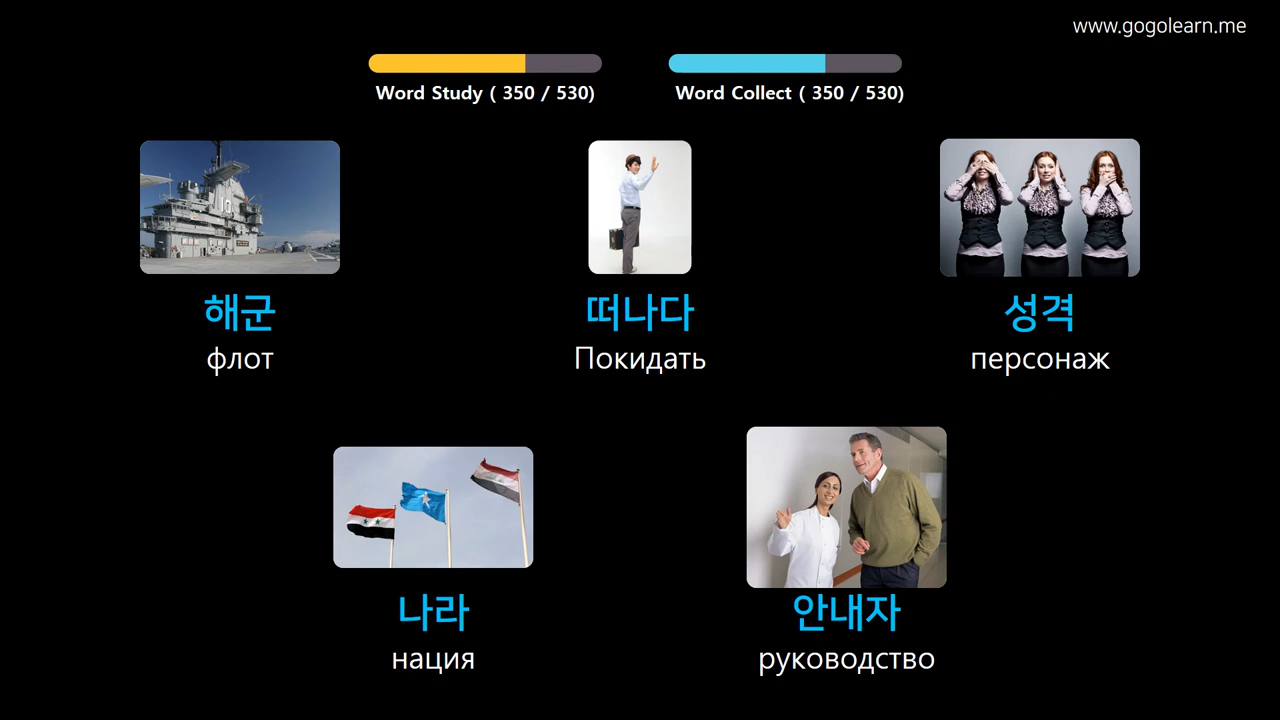 www.gogolearn.me
Word Study ( 350 / 530)
Word Collect ( 350 / 530)
해군
флот
떠나다
Покидать
성격
персонаж
나라
нация
안내자
руководство